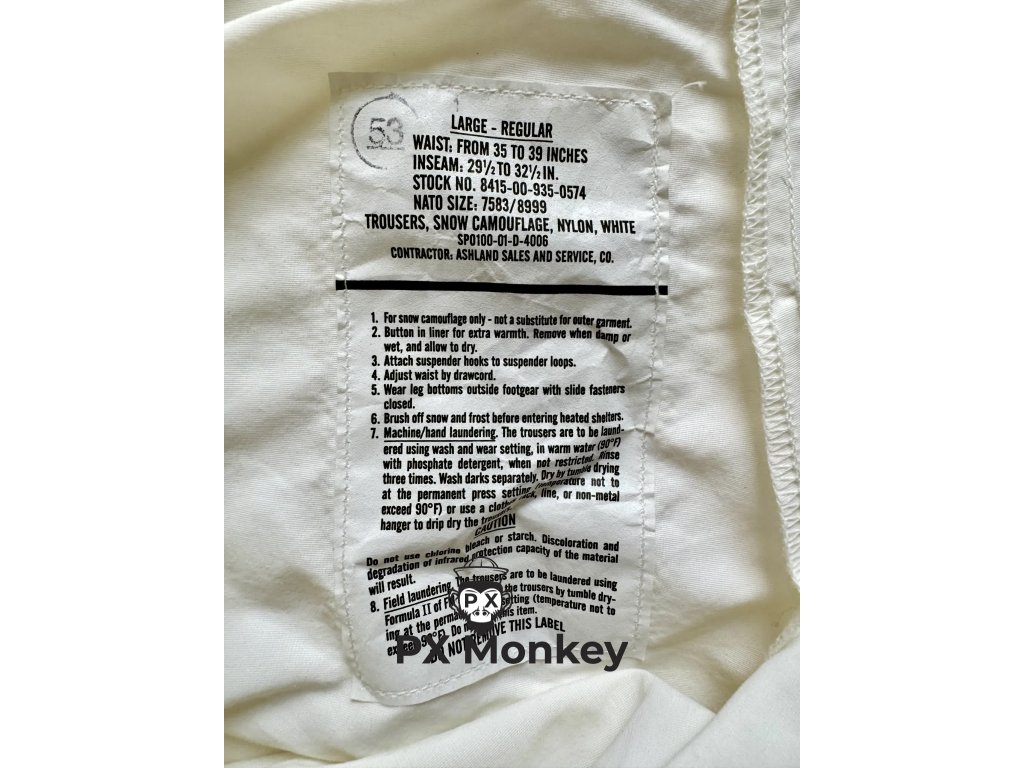 53
LARGE - REGULAR
WAIST: FROM 35 TO 39 INCHES
INSEAM: 29½ TO 32½ IN.
STOCK NO. 8415-00-935-0574
NATO SIZE: 7583/8999
TROUSERS, SNOW CAMOUFLAGE, NYLON, WHITE
SPO100-01-D-4006
CONTRACTOR: ASHLAND SALES AND SERVICE, CO.
1. For snow camouflage only - not a substitute for outer garment.
2. Button in liner for extra warmth. Remove when damp or
wet, and allow to dry.
3. Attach suspender hooks to suspender loops.
4. Adjust waist by drawcord.
5. Wear leg bottoms outside footgear with slide fasteners
closed.
6. Brush off snow and frost before entering heated shelters.
7. Machine/hand laundering. The trousers are to be laund-
ered using wash and wear setting, in warm water (90°F)
with phosphate detergent, when not restricted. Rinse
three times. Wash darks separately. Dry by tumble drying
at the permanent press setting (temperature not to
exceed 90°F) or use a line, or non-metal
hanger to drip dry the trousers.
CAUTION
Do not use chlorine bleach or starch. Discoloration and
degradation of infrared protection capacity of the material
will result.
8. Field laundering. The trousers are to be laundered using
Formula II of the trousers by tumble dry-
ing at the setting (temperature not to
exceed 90°F). Do this item.
DO NOT REMOVE THIS LABEL
PX
PX Monkey